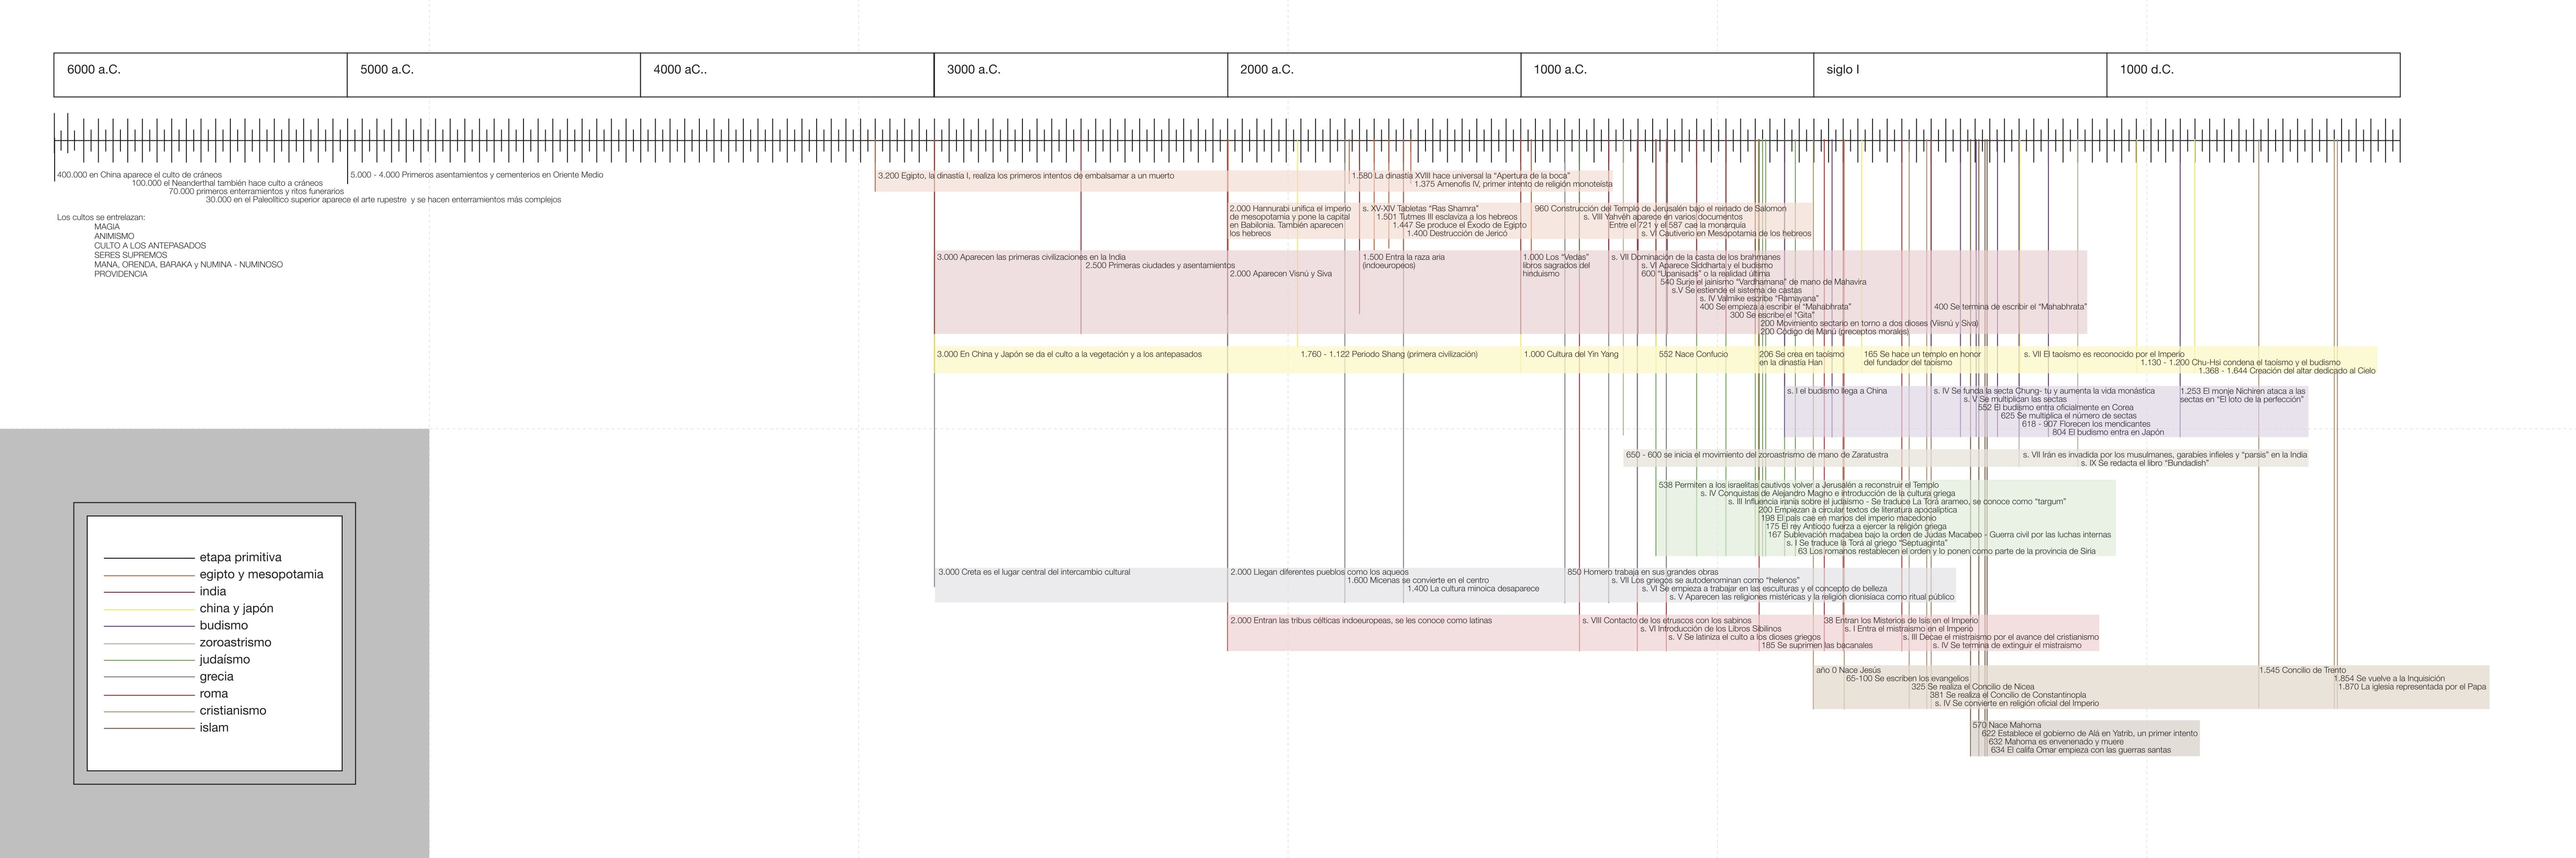 6000 a.C.
5000 a.C.
4000 aC..
3000 a.C.
2000 a.C.
1000 a.C.
siglo I
1000 d.C.
400.000 en China aparece el culto de cráneos
100.000 el Neanderthal también hace culto a cráneos
70.000 primeros enterramientos y ritos funerarios
30.000 en el Paleolítico superior aparece el arte rupestre y se hacen enterramientos más complejos
5.000 - 4.000 Primeros asentamientos y cementerios en Oriente Medio
Los cultos se entrelazan:
MAGIA
ANIMISMO
CULTO A LOS ANTEPASADOS
SERES SUPREMOS
MANA, ORENDA, BARAKA y NUMINA - NUMINOSO
PROVIDENCIA
3.200 Egipto, la dinastía I, realiza los primeros intentos de embalsamar a un muerto
1.580 La dinastía XVIII hace universal la “Apertura de la boca”
1.375 Amenofis IV, primer intento de religión monoteísta
2.000 Hannurabi unifica el imperio
de mesopotamia y pone la capital
en Babilonia. También aparecen
los hebreos
s. XV-XIV Tabletas “Ras Shamra”
1.501 Tutmes III esclaviza a los hebreos
1.447 Se produce el Éxodo de Egipto
1.400 Destrucción de Jericó
960 Construcción del Templo de Jerusalén bajo el reinado de Salomon
s. VIII Yahvéh aparece en varios documentos
Entre el 721 y el 587 cae la monarquía
s. VI Cautiverio en Mesopotamia de los hebreos
3.000 Aparecen las primeras civilizaciones en la India
2.500 Primeras ciudades y asentamientos
2.000 Aparecen Visnú y Siva
1.500 Entra la raza aria
(indoeuropeos)
1.000 Los “Vedas”
libros sagrados del
hinduismo
s. VII Dominación de la casta de los brahmanes
s. VI Aparece Siddharta y el budismo
600 “Upanisads” o la realidad última
540 Surje el jainismo “Vardhamana” de mano de Mahavira
s.V Se estiende el sistema de castas
s. IV Valmike escribe “Ramayana”
400 Se empieza a escribir el “Mahabhrata”
300 Se escribe el “Gita”
200 Movimiento sectario en torno a dos dioses (Viisnú y Siva)
200 Código de Manú (preceptos morales)
400 Se termina de escribir el “Mahabhrata”
3.000 En China y Japón se da el culto a la vegetación y a los antepasados
1.760 - 1.122 Periodo Shang (primera civilización)
1.000 Cultura del Yin Yang
552 Nace Confucio
206 Se crea en taoísmo
en la dinastía Han
165 Se hace un templo en honor
del fundador del taoísmo
s. VII El taoísmo es reconocido por el Imperio
1.130 - 1.200 Chu-Hsi condena el taoísmo y el budismo
1.368 - 1.644 Creación del altar dedicado al Cielo
s. I el budismo llega a China
s. IV Se funda la secta Chung- tu y aumenta la vida monástica
s. V Se multiplican las sectas
552 El budismo entra oficialmente en Corea
625 Se multiplica el número de sectas
618 - 907 Florecen los mendicantes
804 El budismo entra en Japón
1.253 El monje Nichiren ataca a las
sectas en “El loto de la perfección”
650 - 600 se inicia el movimiento del zoroastrismo de mano de Zaratustra
s. VII Irán es invadida por los musulmanes, garabíes infieles y “parsis” en la India
s. IX Se redacta el libro “Bundadish”
538 Permiten a los israelitas cautivos volver a Jerusalén a reconstruir el Templo
s. IV Conquistas de Alejandro Magno e introducción de la cultura griega
s. III Influencia irania sobre el judaísmo - Se traduce La Torá arameo, se conoce como “targum”
200 Empiezan a circular textos de literatura apocalíptica
198 El país cae en manos del imperio macedonio
175 El rey Antíoco fuerza a ejercer la religión griega
167 Sublevación macabea bajo la orden de Judas Macabeo - Guerra civil por las luchas internas
s. I Se traduce la Torá al griego “Septuaginta”
63 Los romanos restablecen el orden y lo ponen como parte de la provincia de Siria
3.000 Creta es el lugar central del intercambio cultural
2.000 Llegan diferentes pueblos como los aqueos
1.600 Micenas se convierte en el centro
1.400 La cultura minoica desaparece
850 Homero trabaja en sus grandes obras
s. VII Los griegos se autodenominan como “helenos”
s. VI Se empieza a trabajar en las esculturas y el concepto de belleza
s. V Aparecen las religiones mistéricas y la religión dionisíaca como ritual público
2.000 Entran las tribus célticas indoeuropeas, se les conoce como latinas
s. VIII Contacto de los etruscos con los sabinos
s. VI Introducción de los Libros Sibilinos
s. V Se latiniza el culto a los dioses griegos
185 Se suprimen las bacanales
38 Entran los Misterios de Isis en el Imperio
s. I Entra el mistraismo en el Imperio
s. III Decae el mistraismo por el avance del cristianismo
s. IV Se termina de extinguir el mistraismo
año 0 Nace Jesús
65-100 Se escriben los evangelios
325 Se realiza el Concilio de Nicea
381 Se realiza el Concilio de Constantinopla
s. IV Se convierte en religión oficial del Imperio
1.545 Concilio de Trento
1.854 Se vuelve a la Inquisición
1.870 La iglesia representada por el Papa
570 Nace Mahoma
622 Establece el gobierno de Alá en Yatrib, un primer intento
632 Mahoma es envenenado y muere
634 El califa Omar empieza con las guerras santas
etapa primitiva
egipto y mesopotamia
india
china y japón
budismo
zoroastrismo
judaísmo
grecia
roma
cristianismo
islam